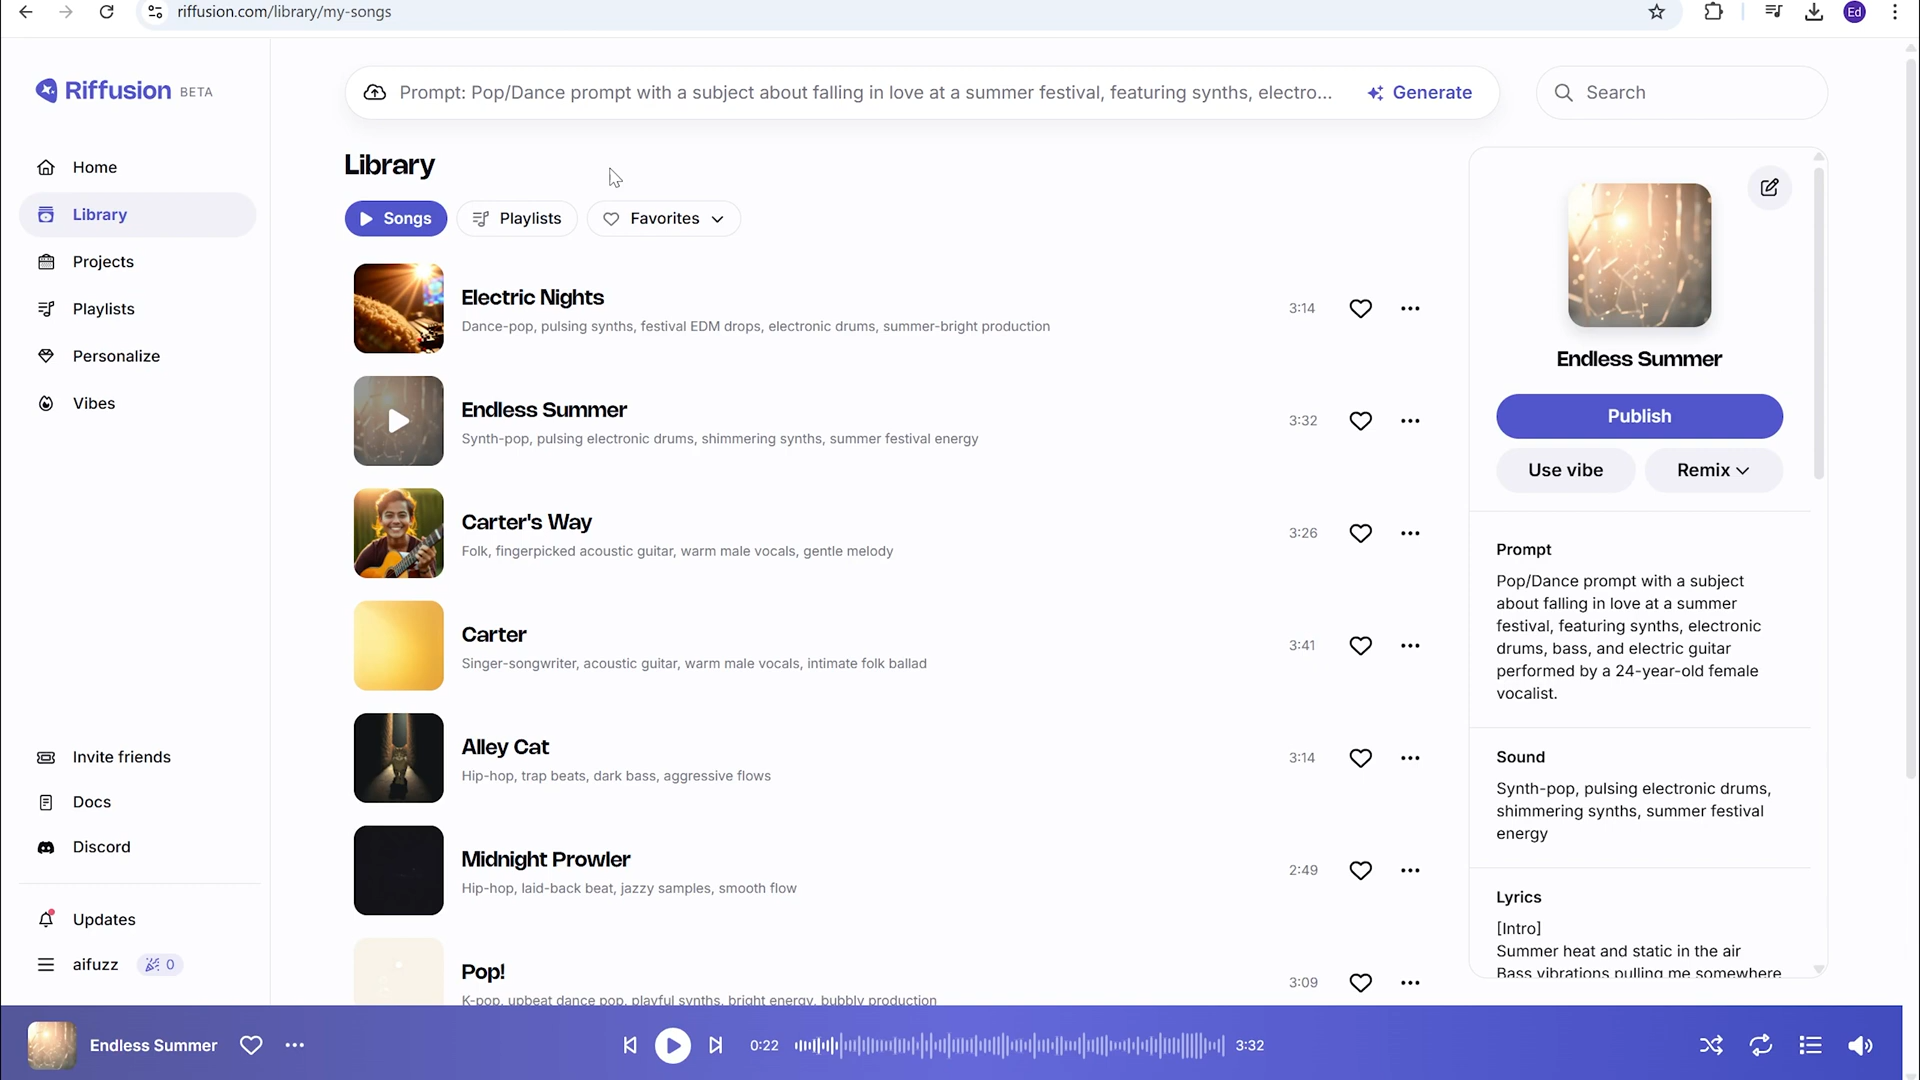 riffusion.com/library/my-songs
Ed
Riffusion BETA
Prompt: Pop/Dance prompt with a subject about falling in love at a summer festival, featuring synths, electro...
Generate
Search
Home
Library
Projects
Playlists
Personalize
Vibes
Invite friends
Docs
Discord
Updates
aifuzz 0
Library
Songs
Playlists
Favorites
Electric Nights
Dance-pop, pulsing synths, festival EDM drops, electronic drums, summer-bright production
3:14
Endless Summer
Synth-pop, pulsing electronic drums, shimmering synths, summer festival energy
3:32
Carter's Way
Folk, fingerpicked acoustic guitar, warm male vocals, gentle melody
3:26
Carter
Singer-songwriter, acoustic guitar, warm male vocals, intimate folk ballad
3:41
Alley Cat
Hip-hop, trap beats, dark bass, aggressive flows
3:14
Midnight Prowler
Hip-hop, laid-back beat, jazzy samples, smooth flow
2:49
Pop!
K-pop, upbeat dance pop, playful synths, bright energy, bubbly production
3:09
Endless Summer
Publish
Use vibe
Remix
Prompt
Pop/Dance prompt with a subject
about falling in love at a summer
festival, featuring synths, electronic
drums, bass, and electric guitar
performed by a 24-year-old female
vocalist.
Sound
Synth-pop, pulsing electronic drums,
shimmering synths, summer festival
energy
Lyrics
[Intro]
Summer heat and static in the air
Bass vibrations pulling me somewhere
Endless Summer
0:22
3:32